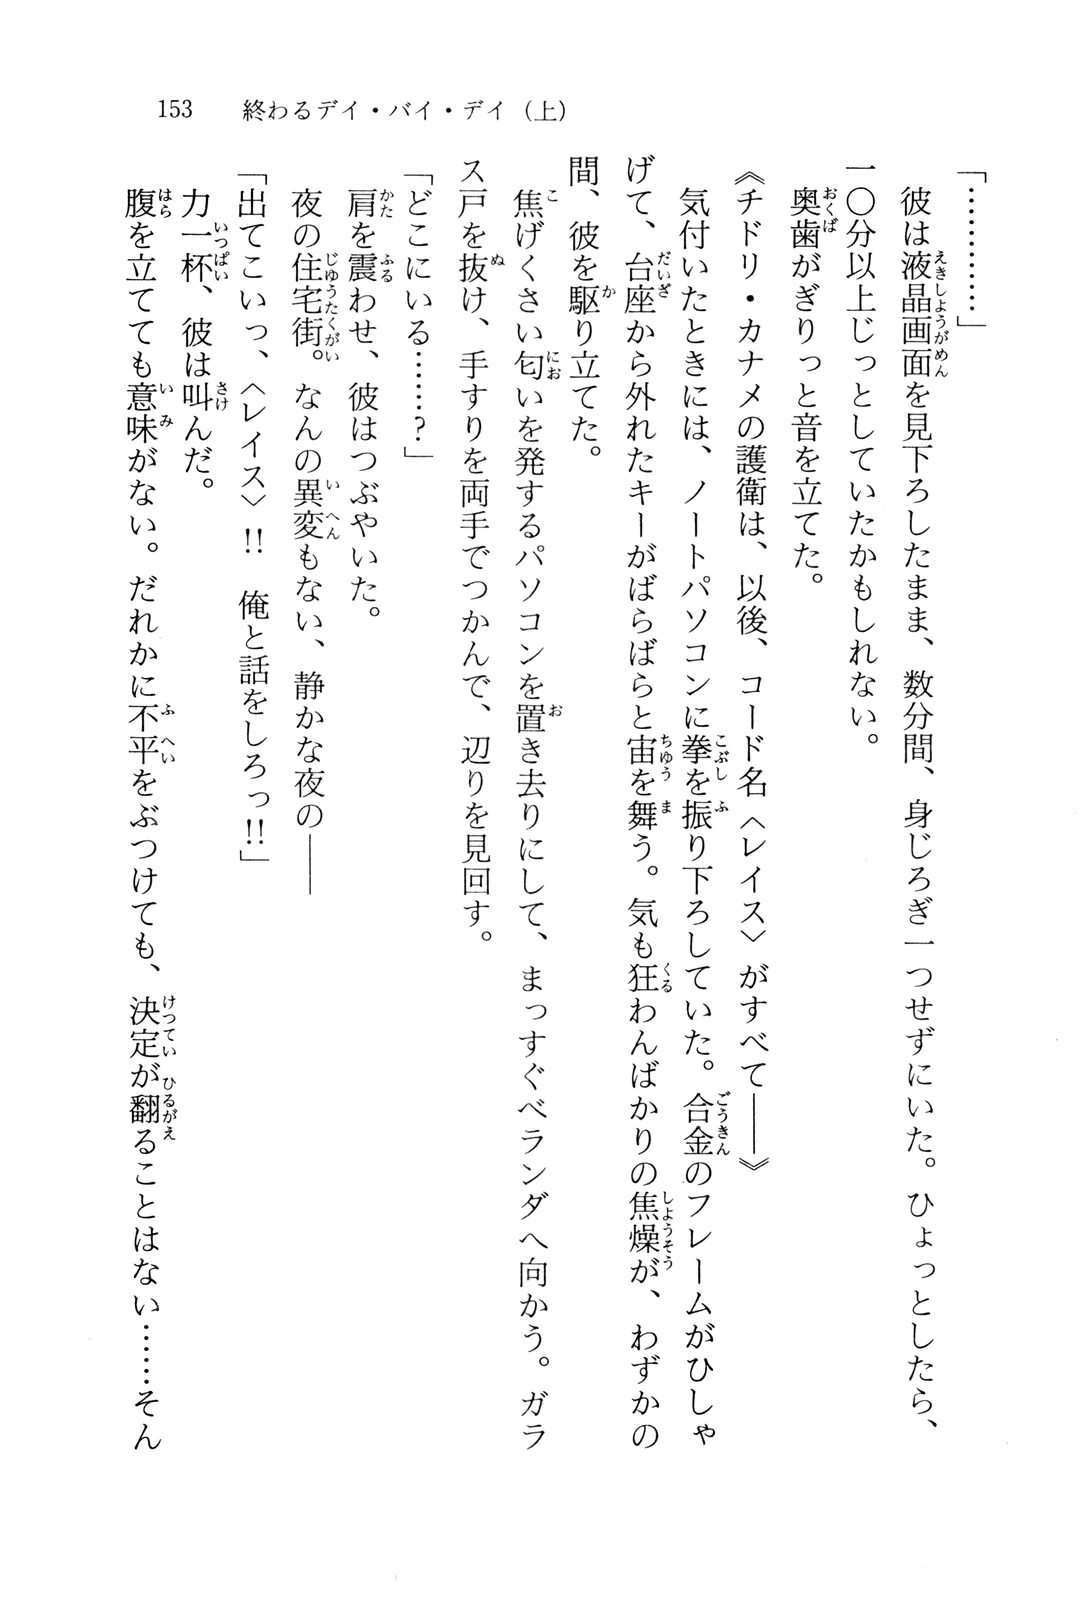 153　終わるデイ・バイ・デイ（上）
「…………」
　彼は液晶画面を見下ろしたまま、数分間、身じろぎ一つせずにいた。ひょっとしたら、
一〇分以上じっとしていたかもしれない。
　奥歯がぎりっと音を立てた。
《チドリ・カナメの護衛は、以後、コード名〈レイス〉がすべて――》
　気付いたときには、ノートパソコンに拳を振り下ろしていた。合金のフレームがひしゃ
げて、台座から外れたキーがばらばらと宙を舞う。気も狂わんばかりの焦燥が、わずかの
間、彼を駆り立てた。
　焦げくさい匂いを発するパソコンを置き去りにして、まっすぐベランダへ向かう。ガラ
ス戸を抜け、手すりを両手でつかんで、辺りを見回す。
「どこにいる……？」
　肩を震わせ、彼はつぶやいた。
　夜の住宅街。なんの異変もない、静かな夜の――
「出てこいっ、〈レイス〉!!　俺と話をしろっ!!」
　力一杯、彼は叫んだ。
　腹を立てても意味がない。だれかに不平をぶつけても、決定が翻ることはない……そん